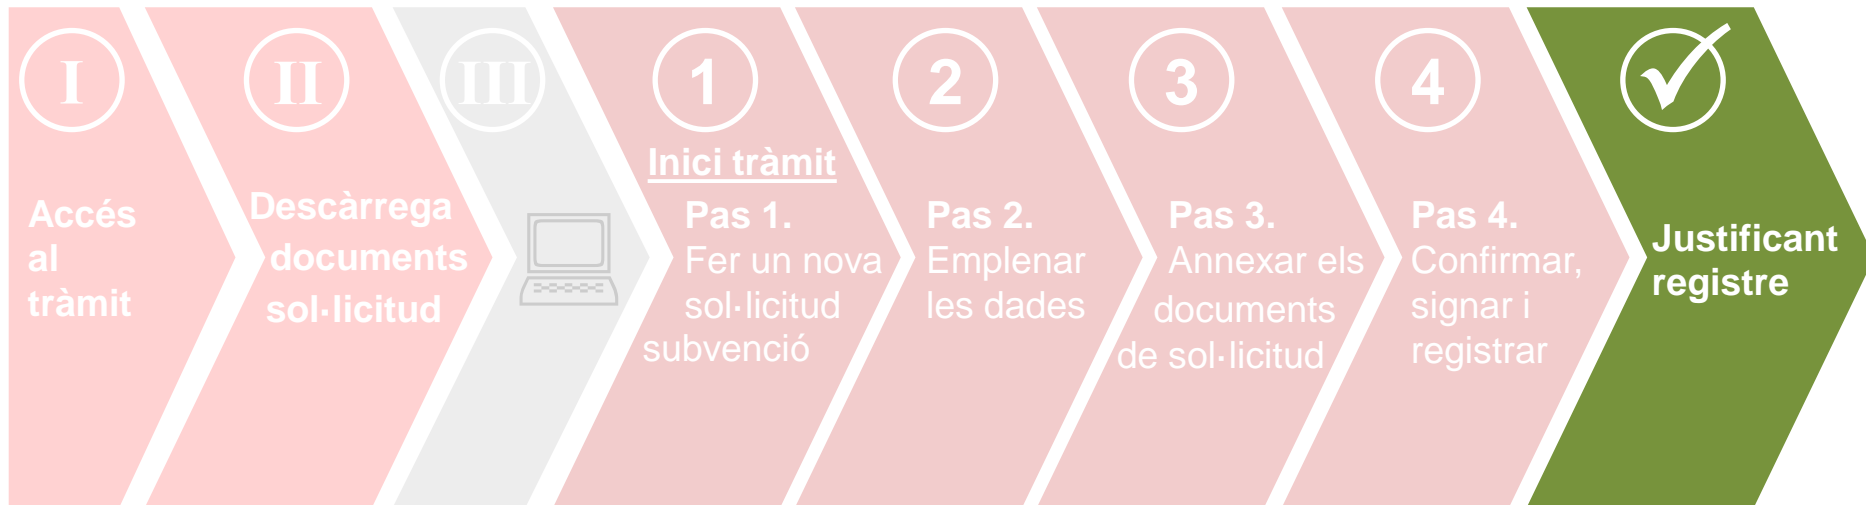 I
Accés
al
tràmit
II
Descàrrega
documents
sol·licitud
III
1
Inici tràmit
Pas 1.
Fer un nova
sol·licitud
subvenció
2
Pas 2.
Emplenar
les dades
3
Pas 3.
Annexar els
documents
de sol·licitud
4
Pas 4.
Confirmar,
signar i
registrar
Justificant
registre